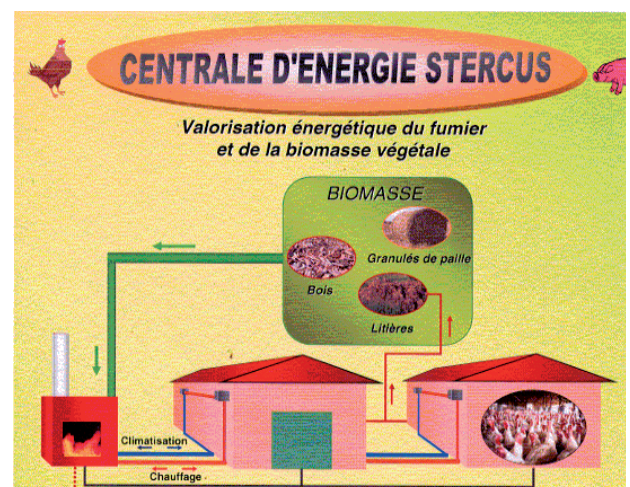 CENTRALE D'ENERGIE STERCUS
Valorisation énergétique du fumier
et de la biomasse végétale
BIOMASSE
Granulés de paille
Bois
Litières
Climatisation
Chauffage